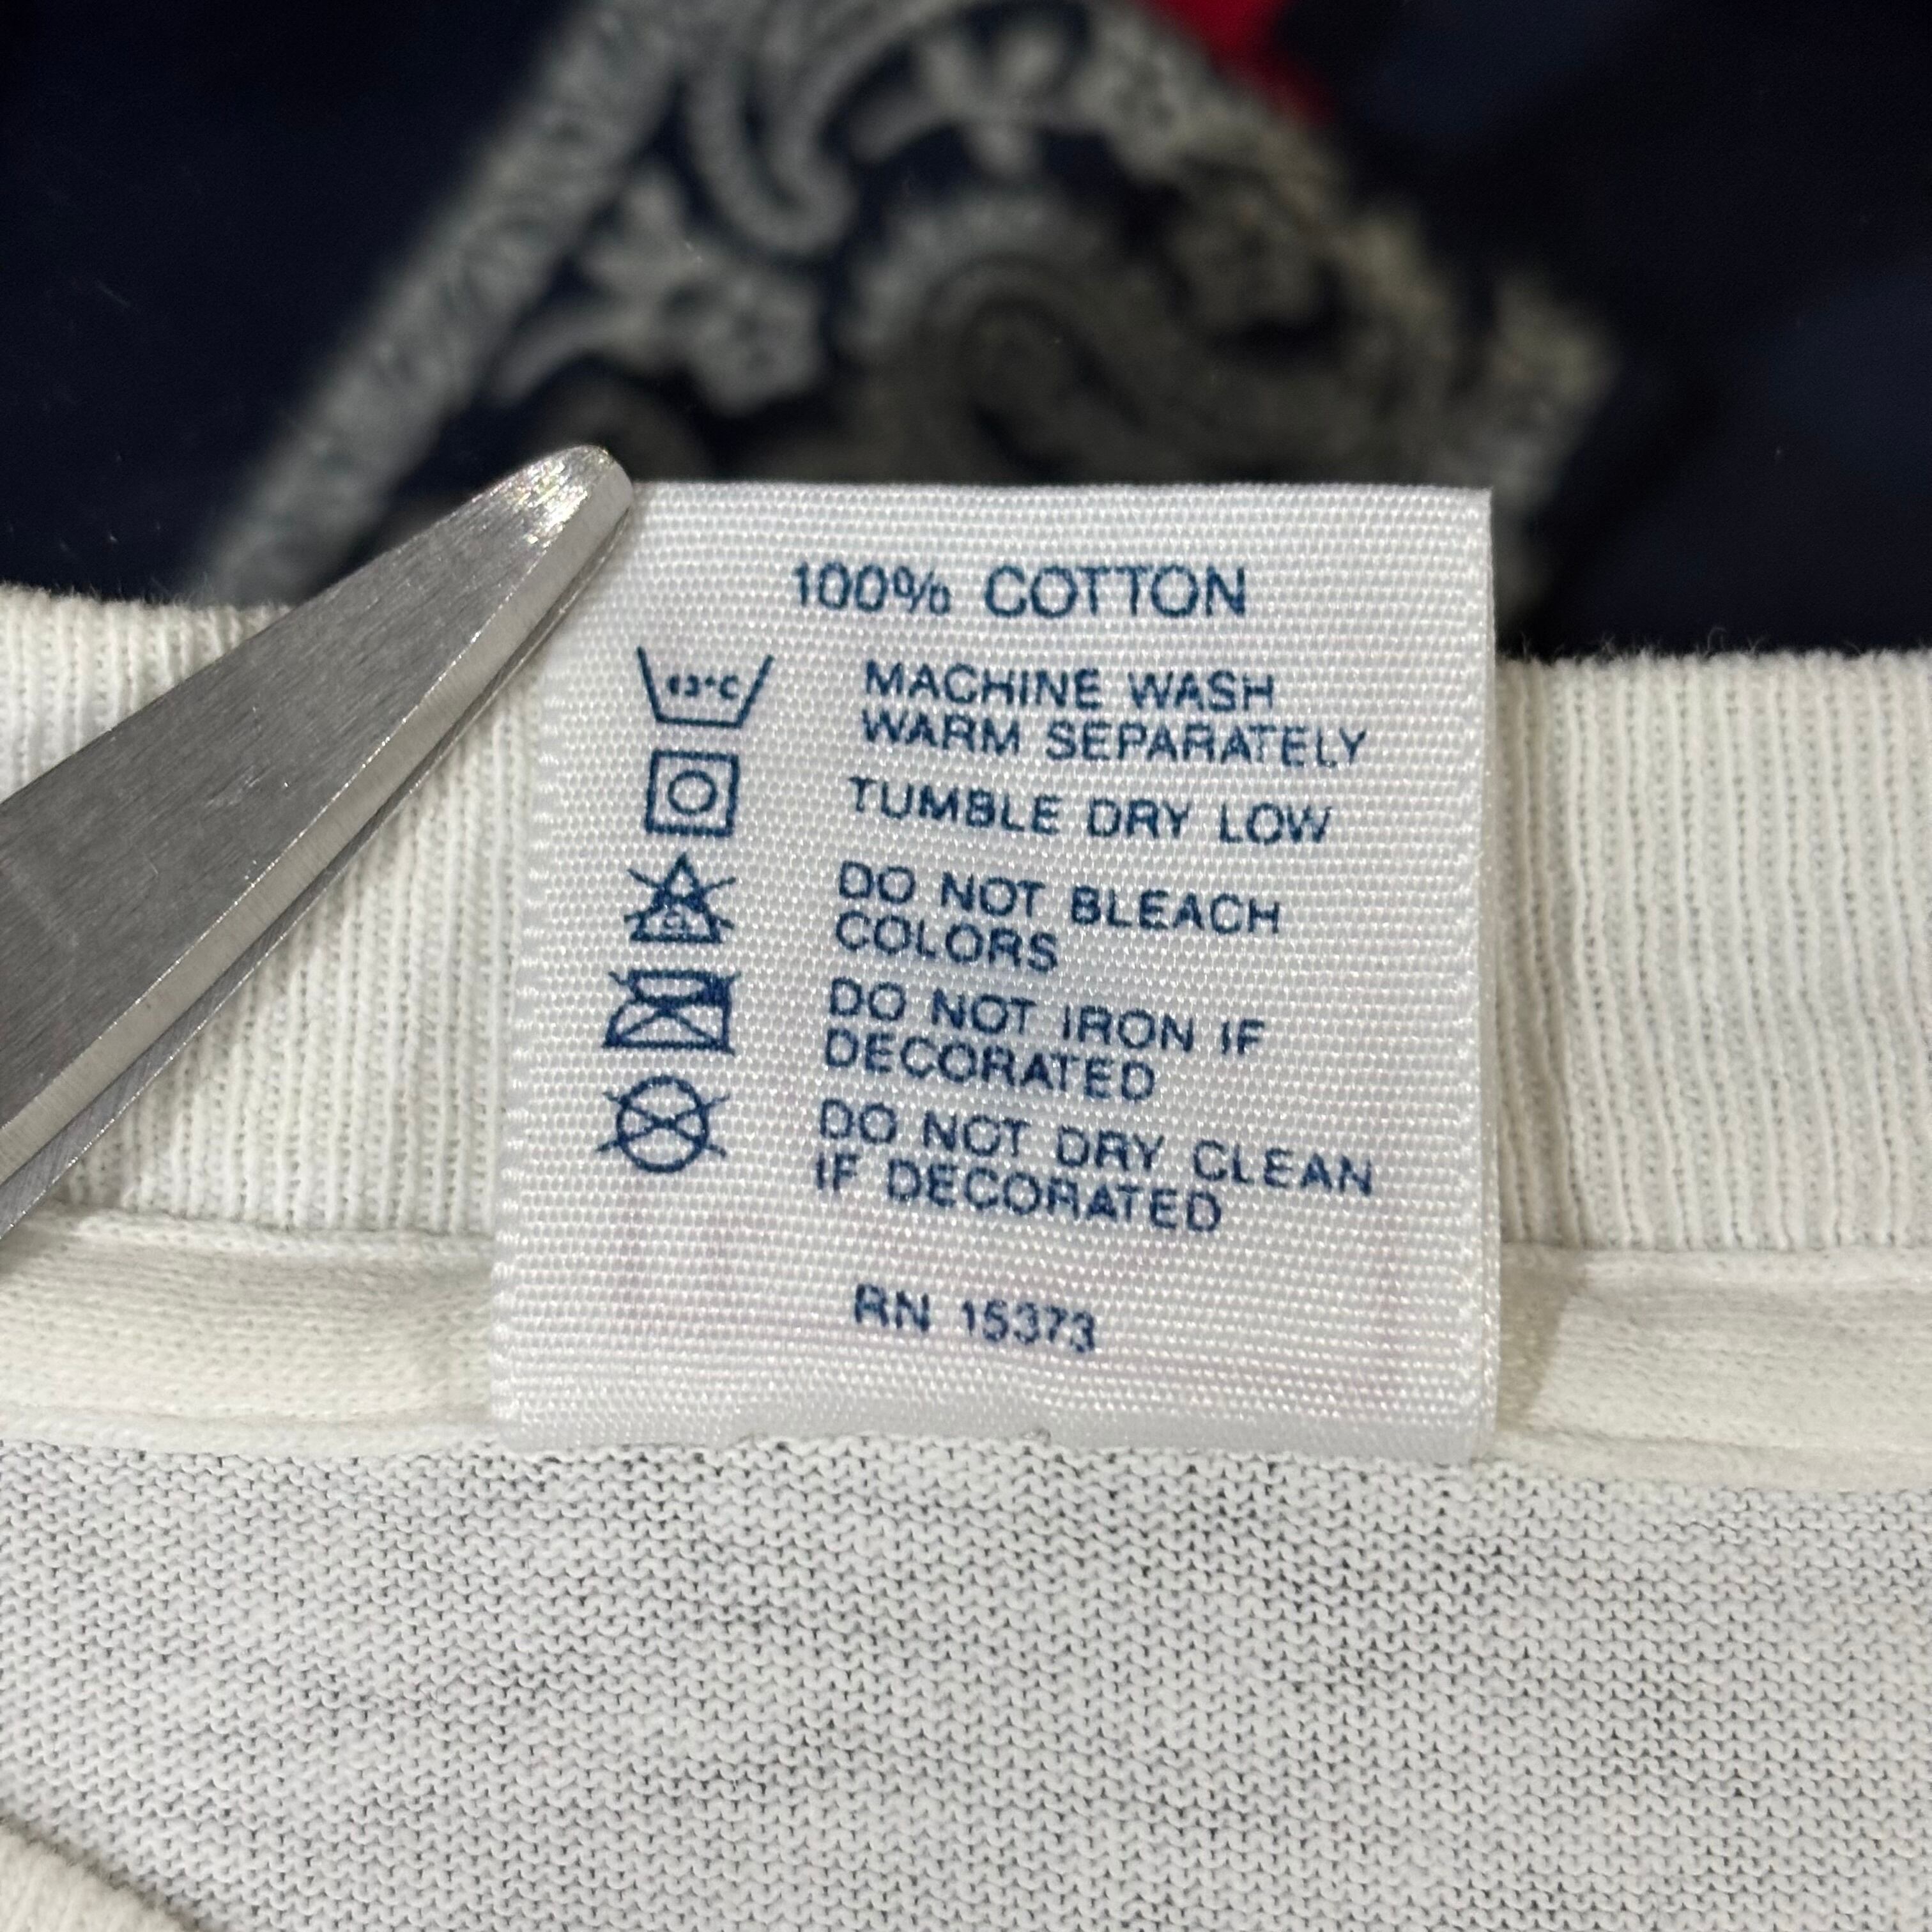 100% COTTON
MACHINE WASH
WARM SEPARATELY
TUMBLE DRY LOW
DO NOT BLEACH
COLORS
DO NOT IRON IF
DECORATED
DO NOT DRY CLEAN
IF DECORATED
RN 15373